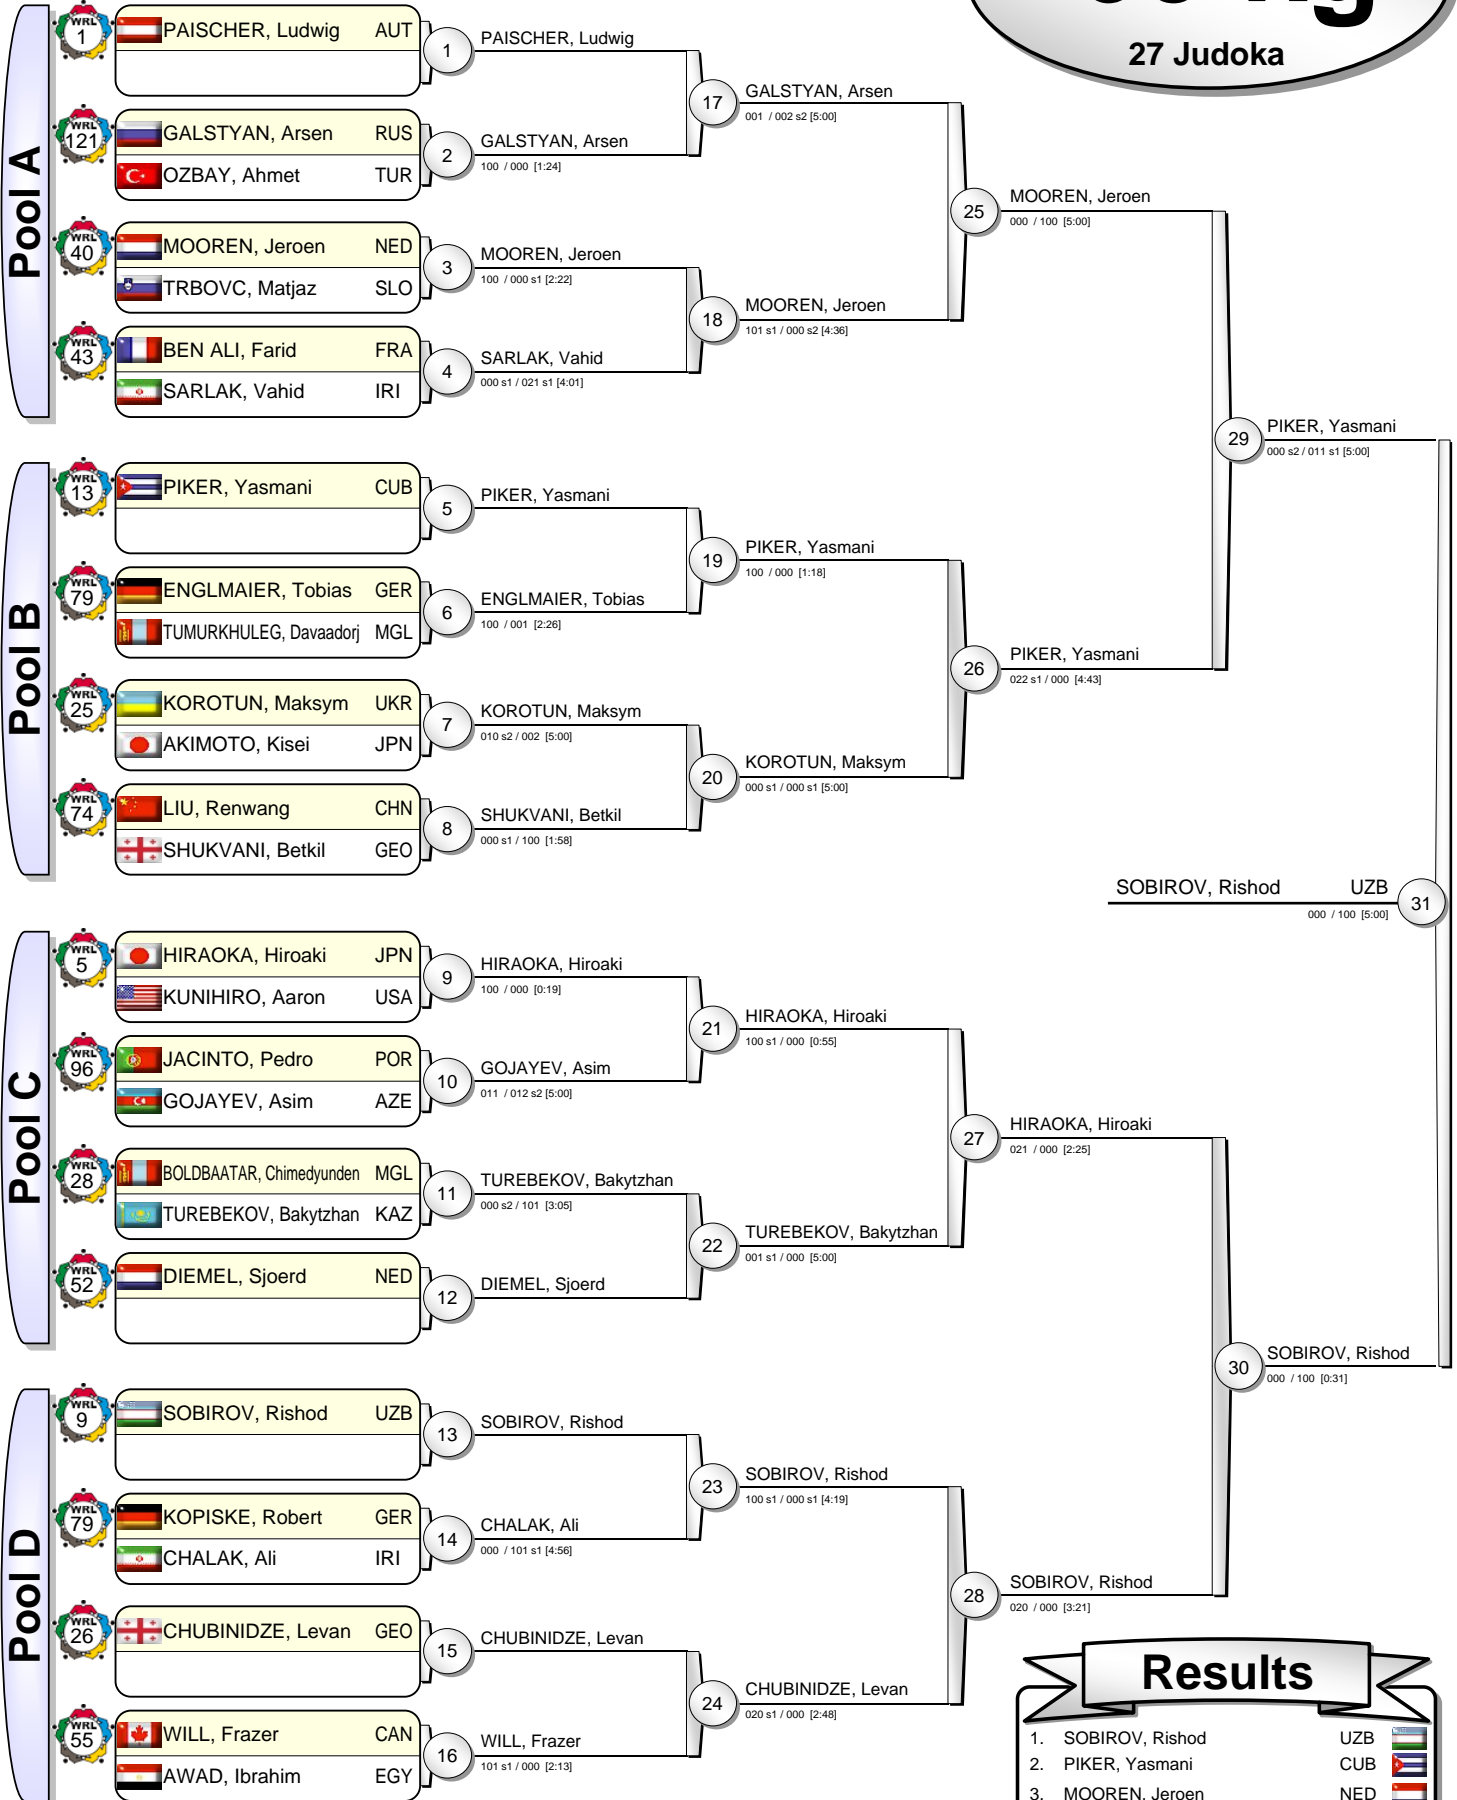 27 Judoka
Pool A
WRL 1
PAISCHER, Ludwig AUT
1
PAISCHER, Ludwig
WRL 121
GALSTYAN, Arsen RUS
OZBAY, Ahmet TUR
2
GALSTYAN, Arsen
100 / 000 [1:24]
17
GALSTYAN, Arsen
001 / 002 s2 [5:00]
WRL 40
MOOREN, Jeroen NED
TRBOVC, Matjaz SLO
3
MOOREN, Jeroen
100 / 000 s1 [2:22]
WRL 43
BEN ALI, Farid FRA
SARLAK, Vahid IRI
4
SARLAK, Vahid
000 s1 / 021 s1 [4:01]
18
MOOREN, Jeroen
101 s1 / 000 s2 [4:36]
25
MOOREN, Jeroen
000 / 100 [5:00]
Pool B
WRL 13
PIKER, Yasmani CUB
5
PIKER, Yasmani
WRL 79
ENGLMAIER, Tobias GER
TUMURKHULEG, Davaadorj MGL
6
ENGLMAIER, Tobias
100 / 001 [2:26]
19
PIKER, Yasmani
100 / 000 [1:18]
WRL 25
KOROTUN, Maksym UKR
AKIMOTO, Kisei JPN
7
KOROTUN, Maksym
010 s2 / 002 [5:00]
WRL 74
LIU, Renwang CHN
SHUKVANI, Betkil GEO
8
SHUKVANI, Betkil
000 s1 / 100 [1:58]
20
KOROTUN, Maksym
000 s1 / 000 s1 [5:00]
26
PIKER, Yasmani
022 s1 / 000 [4:43]
29
PIKER, Yasmani
000 s2 / 011 s1 [5:00]
SOBIROV, Rishod UZB
31
000 / 100 [5:00]
Pool C
WRL 5
HIRAOKA, Hiroaki JPN
KUNIHIRO, Aaron USA
9
HIRAOKA, Hiroaki
100 / 000 [0:19]
WRL 96
JACINTO, Pedro POR
GOJAYEV, Asim AZE
10
GOJAYEV, Asim
011 / 012 s2 [5:00]
21
HIRAOKA, Hiroaki
100 s1 / 000 [0:55]
WRL 28
BOLDBAATAR, Chimedyunden MGL
TUREBEKOV, Bakytzhan KAZ
11
TUREBEKOV, Bakytzhan
000 s2 / 101 [3:05]
WRL 52
DIEMEL, Sjoerd NED
12
DIEMEL, Sjoerd
22
TUREBEKOV, Bakytzhan
001 s1 / 000 [5:00]
27
HIRAOKA, Hiroaki
021 / 000 [2:25]
Pool D
WRL 9
SOBIROV, Rishod UZB
13
SOBIROV, Rishod
WRL 79
KOPISKE, Robert GER
CHALAK, Ali IRI
14
CHALAK, Ali
000 / 101 s1 [4:56]
23
SOBIROV, Rishod
100 s1 / 000 s1 [4:19]
WRL 26
CHUBINIDZE, Levan GEO
15
CHUBINIDZE, Levan
WRL 55
WILL, Frazer CAN
AWAD, Ibrahim EGY
16
WILL, Frazer
101 s1 / 000 [2:13]
24
CHUBINIDZE, Levan
020 s1 / 000 [2:48]
28
SOBIROV, Rishod
020 / 000 [3:21]
30
SOBIROV, Rishod
000 / 100 [0:31]
Results
1. SOBIROV, Rishod UZB
2. PIKER, Yasmani CUB
3. MOOREN, Jeroen NED